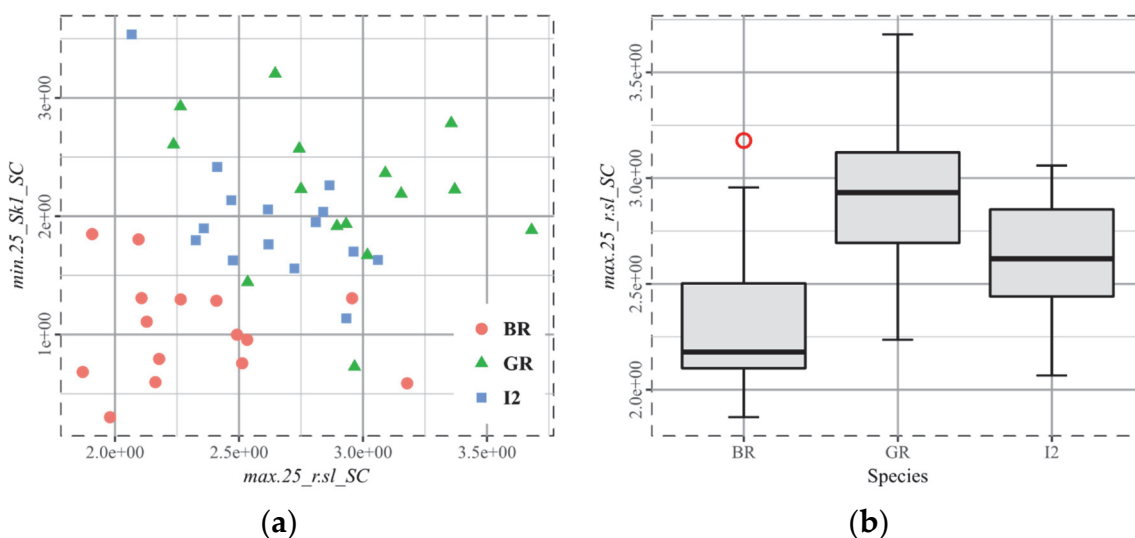 3e+00
2e+00
1e+00
min.25_Sk1_SC
BR
GR
I2
2.0e+00 2.5e+00 3.0e+00 3.5e+00
max.25_r.sl_SC
(a)
3.5e+00
3.0e+00
2.5e+00
2.0e+00
max.25_r.sl_SC
BR GR I2
Species
(b)